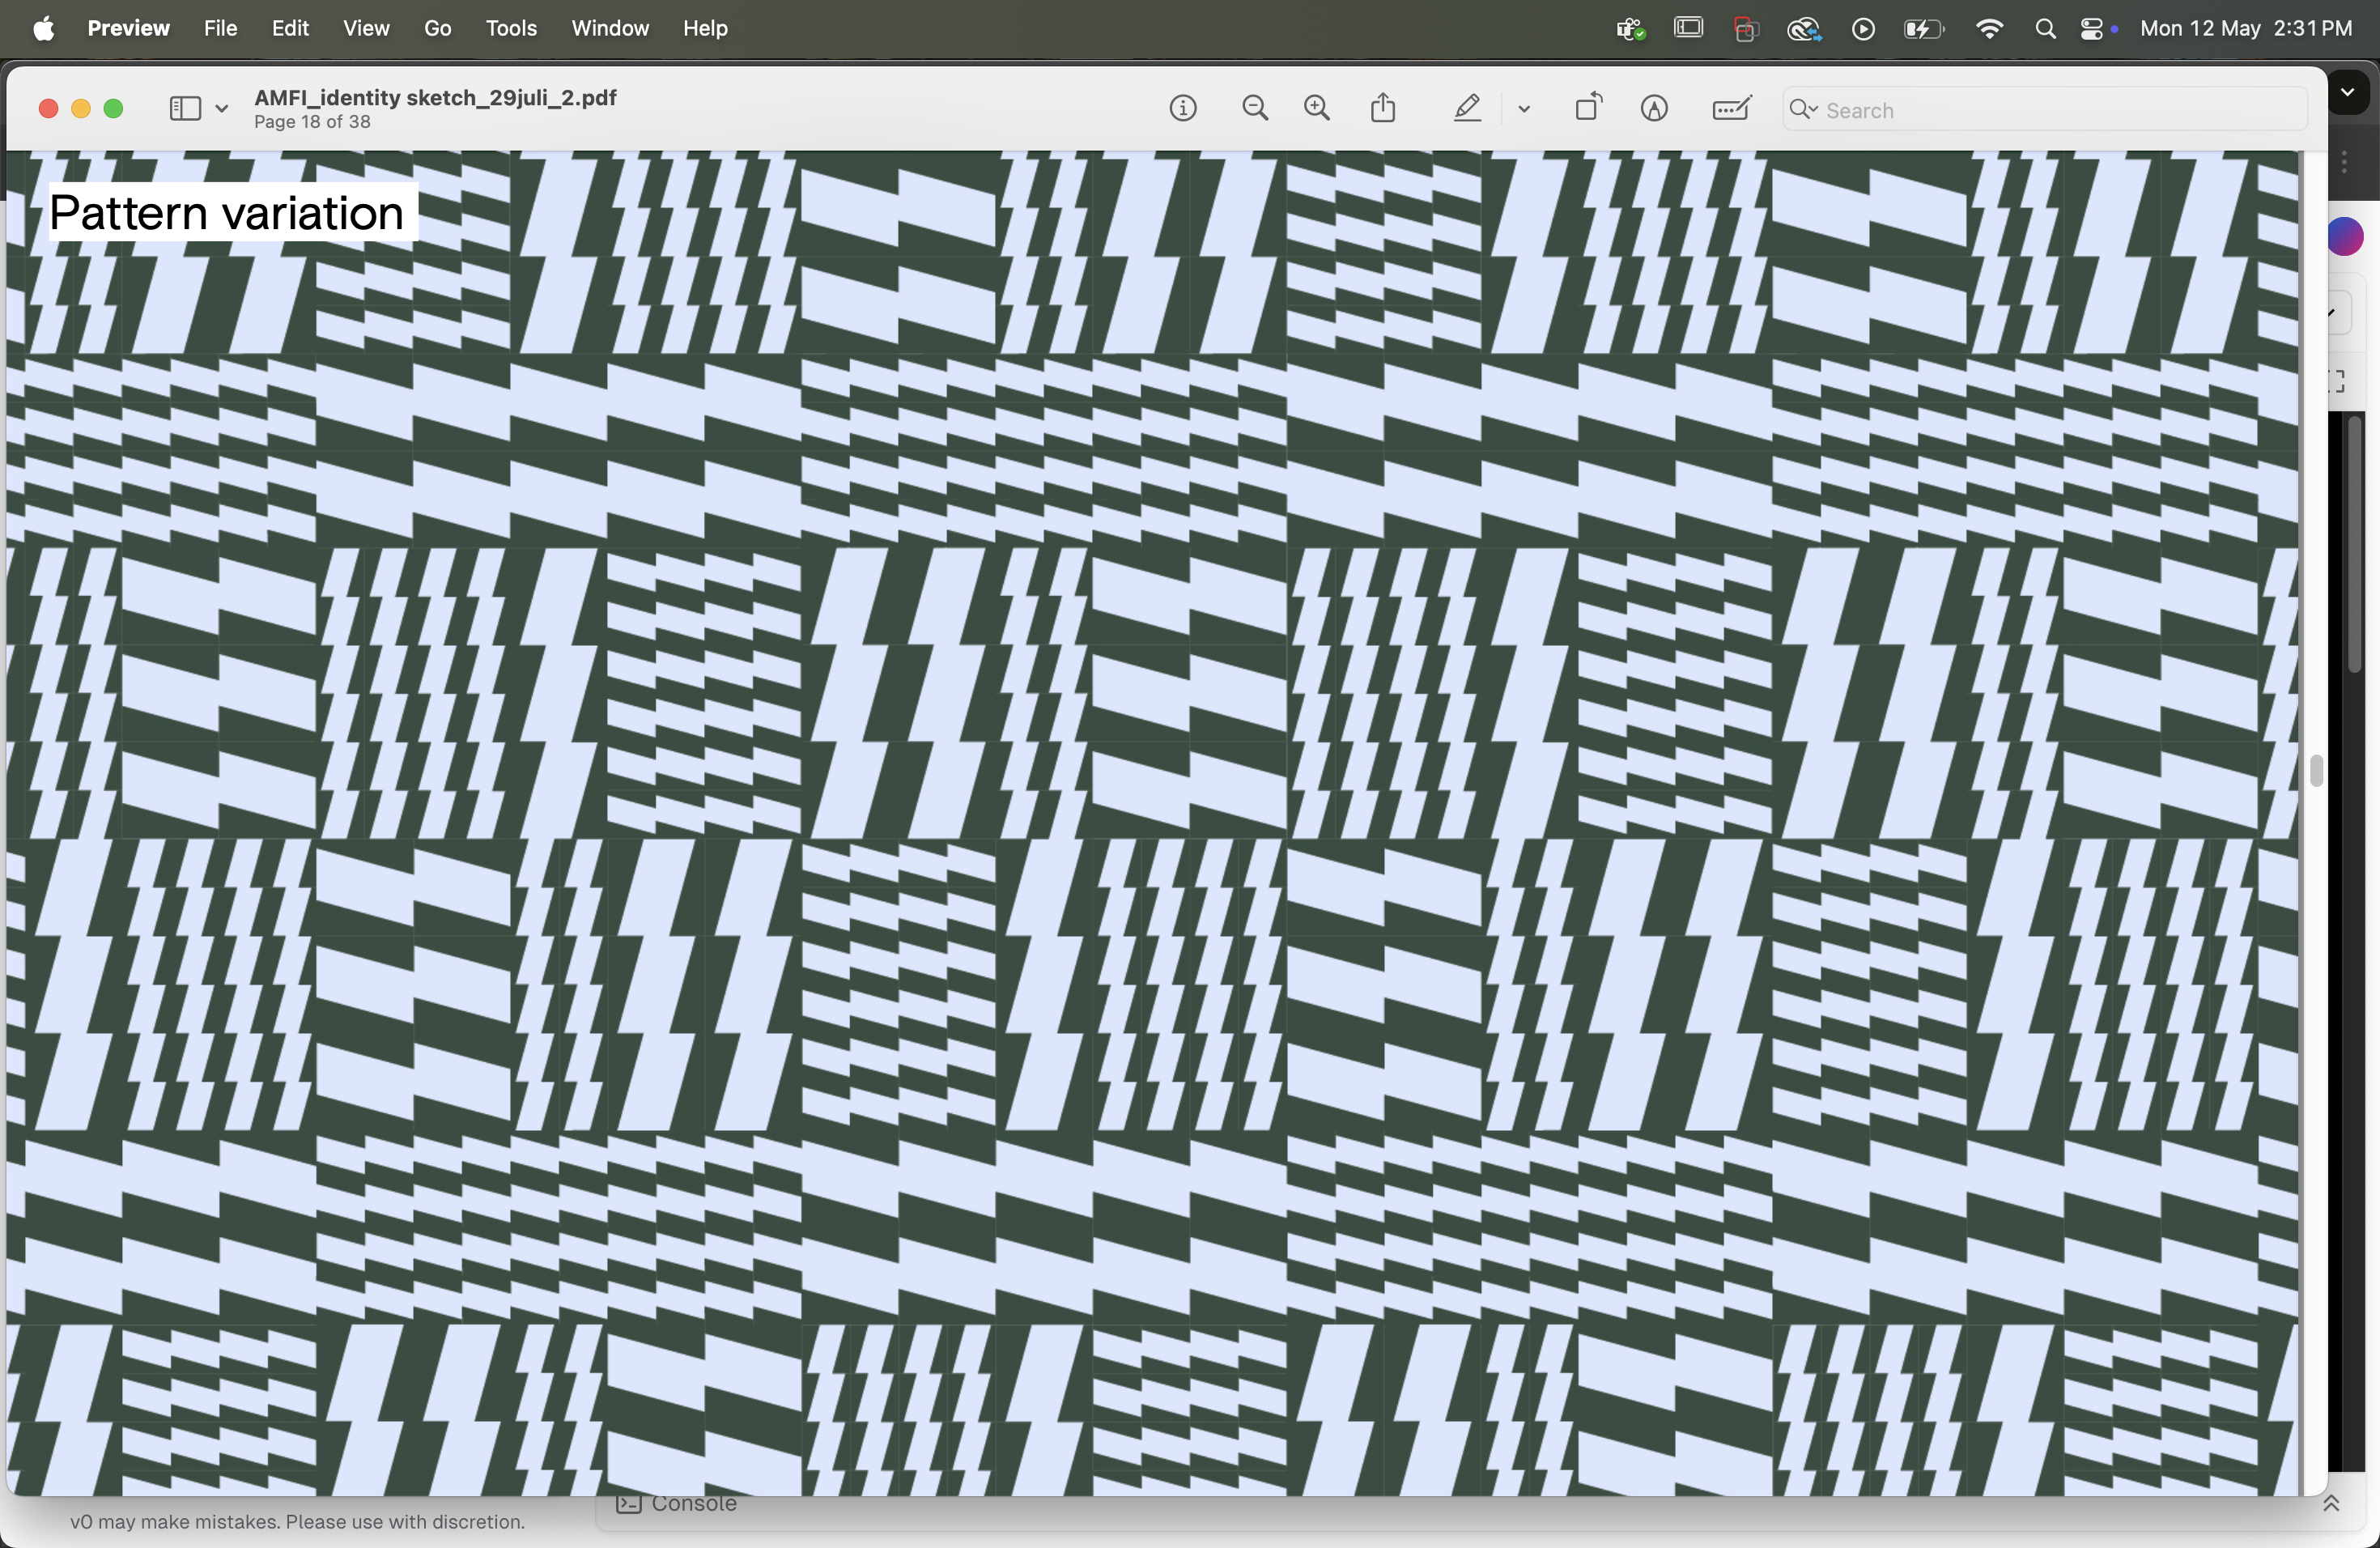 Preview File Edit View Go Tools Window Help Mon 12 May 2:31 PM
AMFI_identity sketch_29juli_2.pdf
Page 18 of 38
Search
Pattern variation
Console
v0 may make mistakes. Please use with discretion.